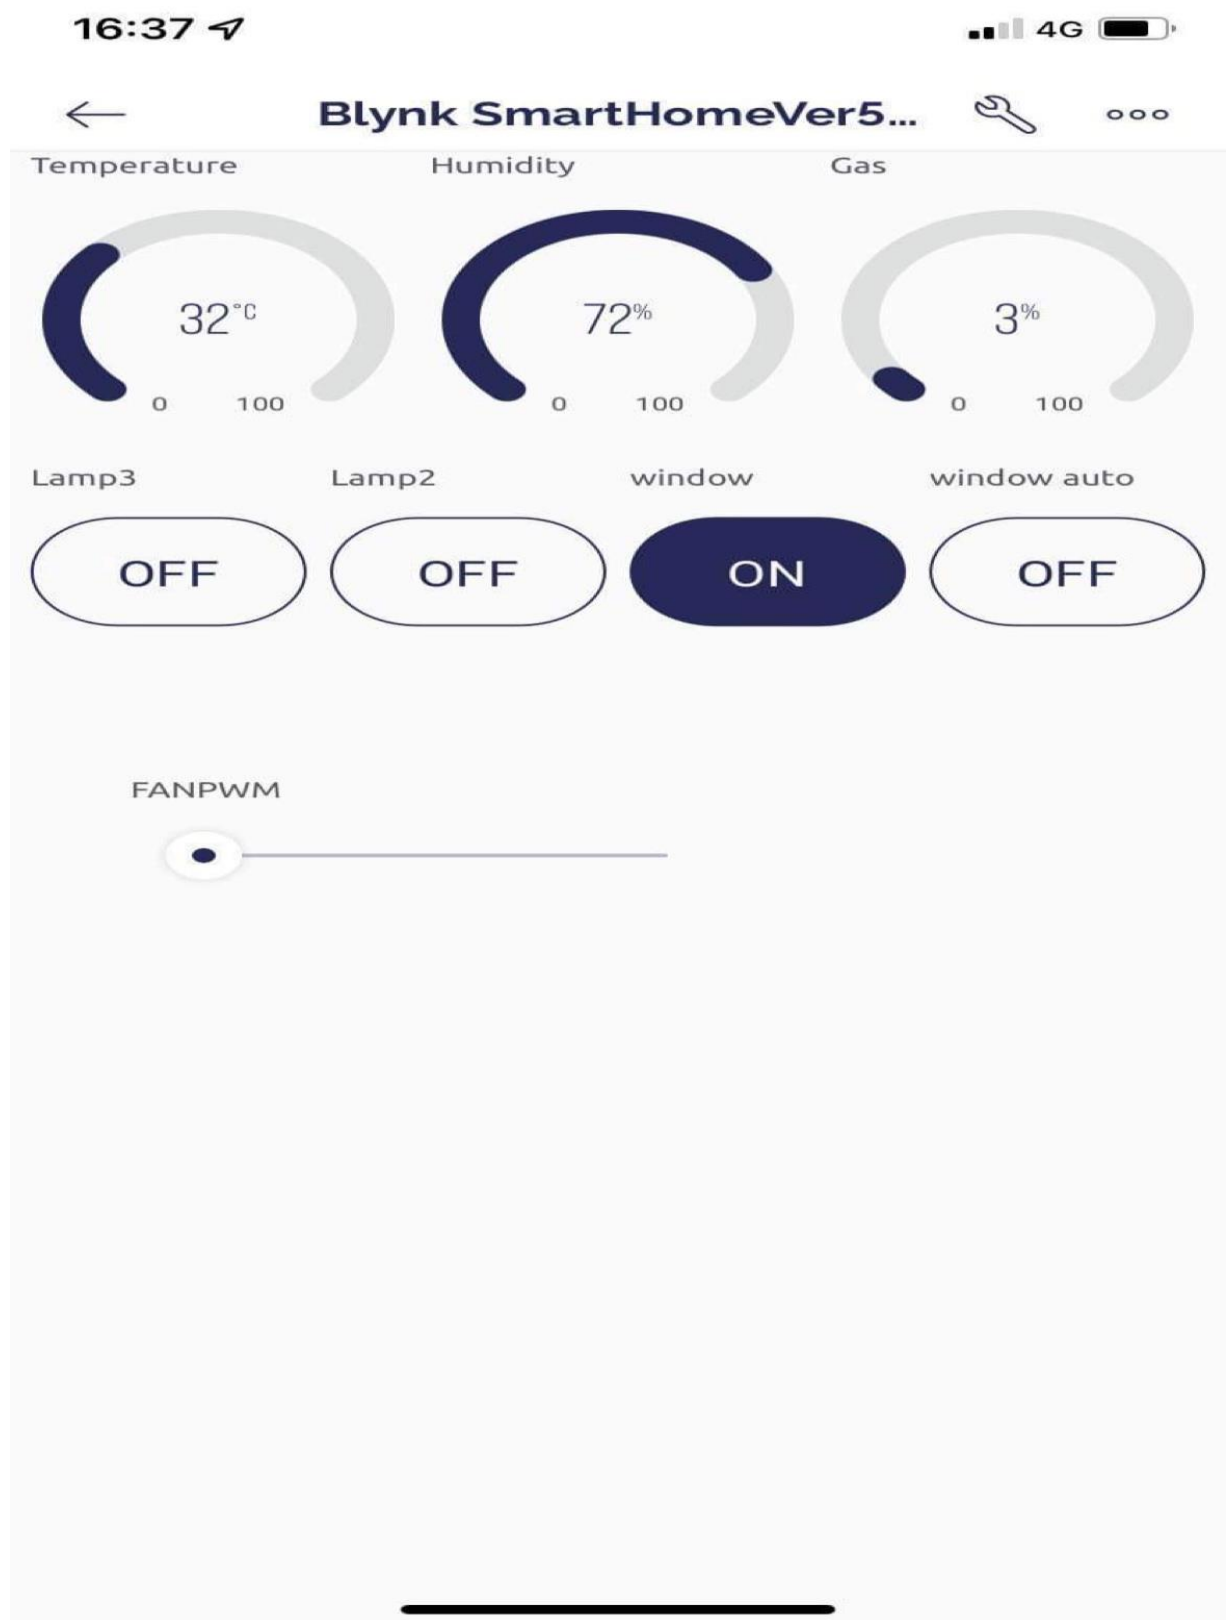 16:37 4G
Blynk SmartHomeVer5...
Temperature Humidity Gas
32°C 72% 3%
0 100 0 100 0 100
Lamp3 Lamp2 window window auto
OFF OFF ON OFF
FANPWM